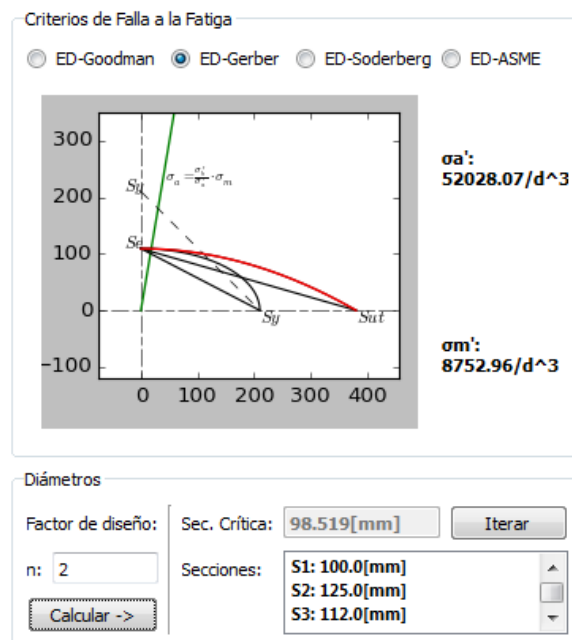 Criterios de Falla a la Fatiga
ED-Goodman ED-Gerber ED-Soderberg ED-ASME
300
200
100
0
−100
0 100 200 300 400
Sy
Se
Sy
Sut
σa':
52028.07/d^3
σm':
8752.96/d^3
Diámetros
Factor de diseño:
n: 2
Calcular ->
Sec. Crítica: 98.519[mm] Iterar
Secciones:
S1: 100.0[mm]
S2: 125.0[mm]
S3: 112.0[mm]